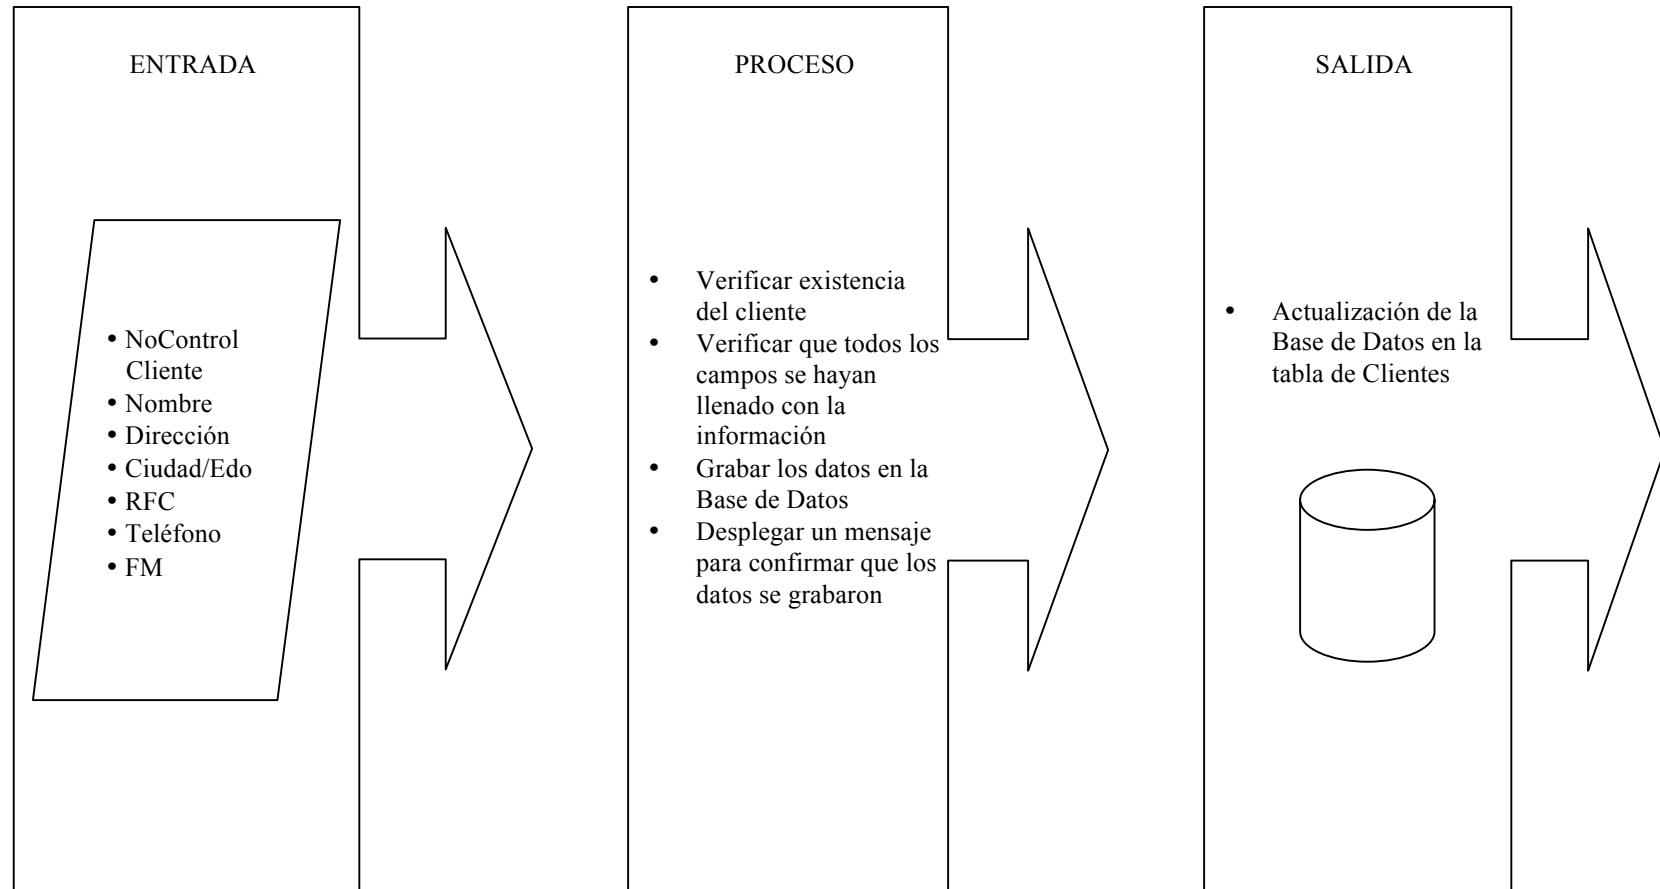 ENTRADA
• NoControl
Cliente
• Nombre
• Dirección
• Ciudad/Edo
• RFC
• Teléfono
• FM
PROCESO
• Verificar existencia
del cliente
• Verificar que todos los
campos se hayan
llenado con la
información
• Grabar los datos en la
Base de Datos
• Desplegar un mensaje
para confirmar que los
datos se grabaron
SALIDA
• Actualización de la
Base de Datos en la
tabla de Clientes